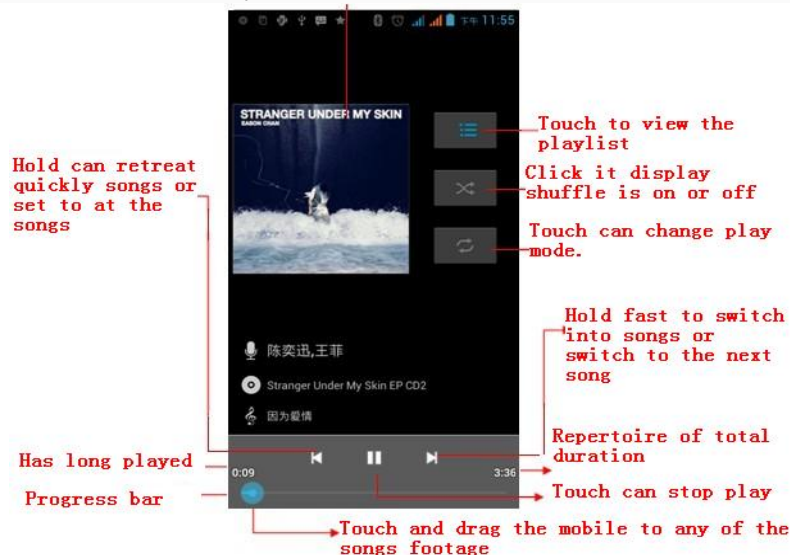 下午 11:55
STRANGER UNDER MY SKIN
EASON CHAN
Touch to view the
playlist
Click it display
shuffle is on or off
Touch can change play
mode.
Hold can retreat
quickly songs or
set to at the
songs
Hold fast to switch
into songs or
switch to the next
song
陈奕迅,王菲
Stranger Under My Skin EP CD2
因为爱情
Repertoire of total
duration
Has long played
0:09
3:36
Progress bar
Touch can stop play
Touch and drag the mobile to any of the
songs footage